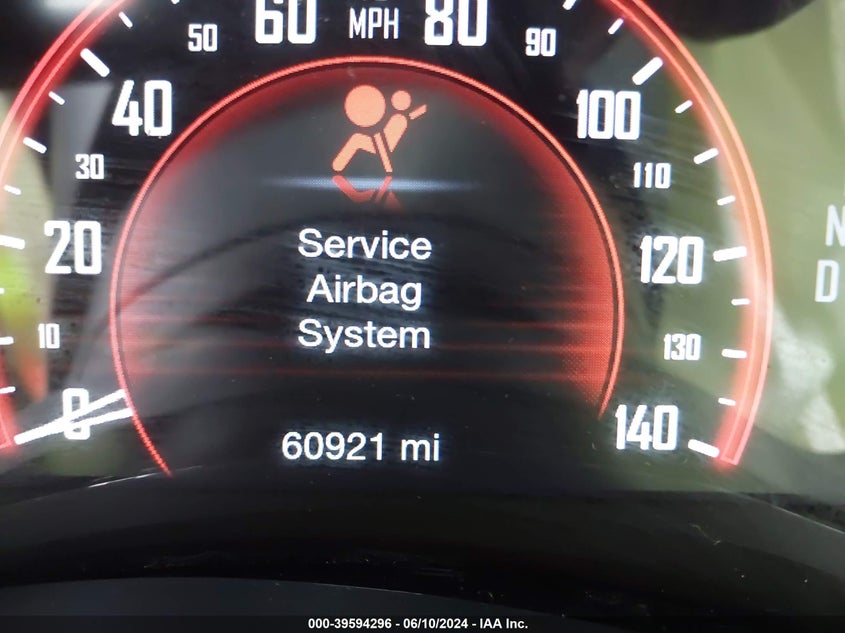 60 MPH 80
50 90
40 100
30 110
20 120
10 130
0 140
Service
Airbag
System
60921 mi
N
D
000-39594296 - 06/10/2024 - IAA Inc.